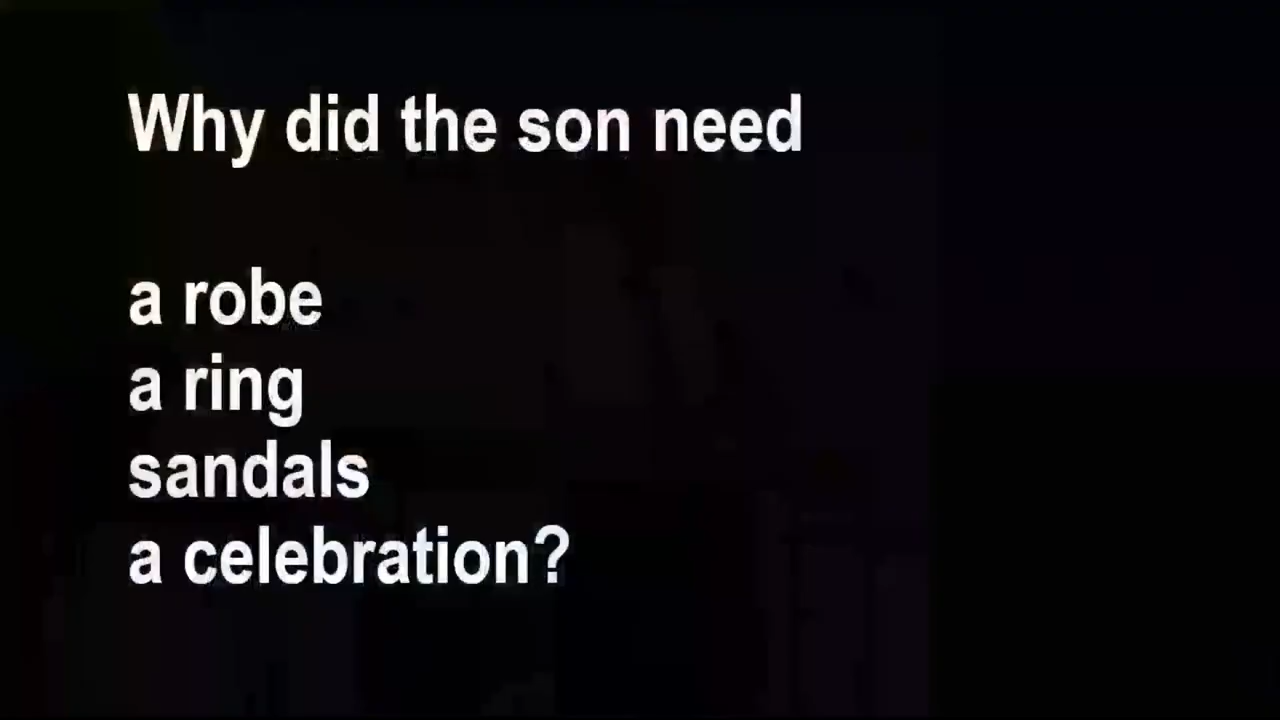 Why did the son need
a robe
a ring
sandals
a celebration?